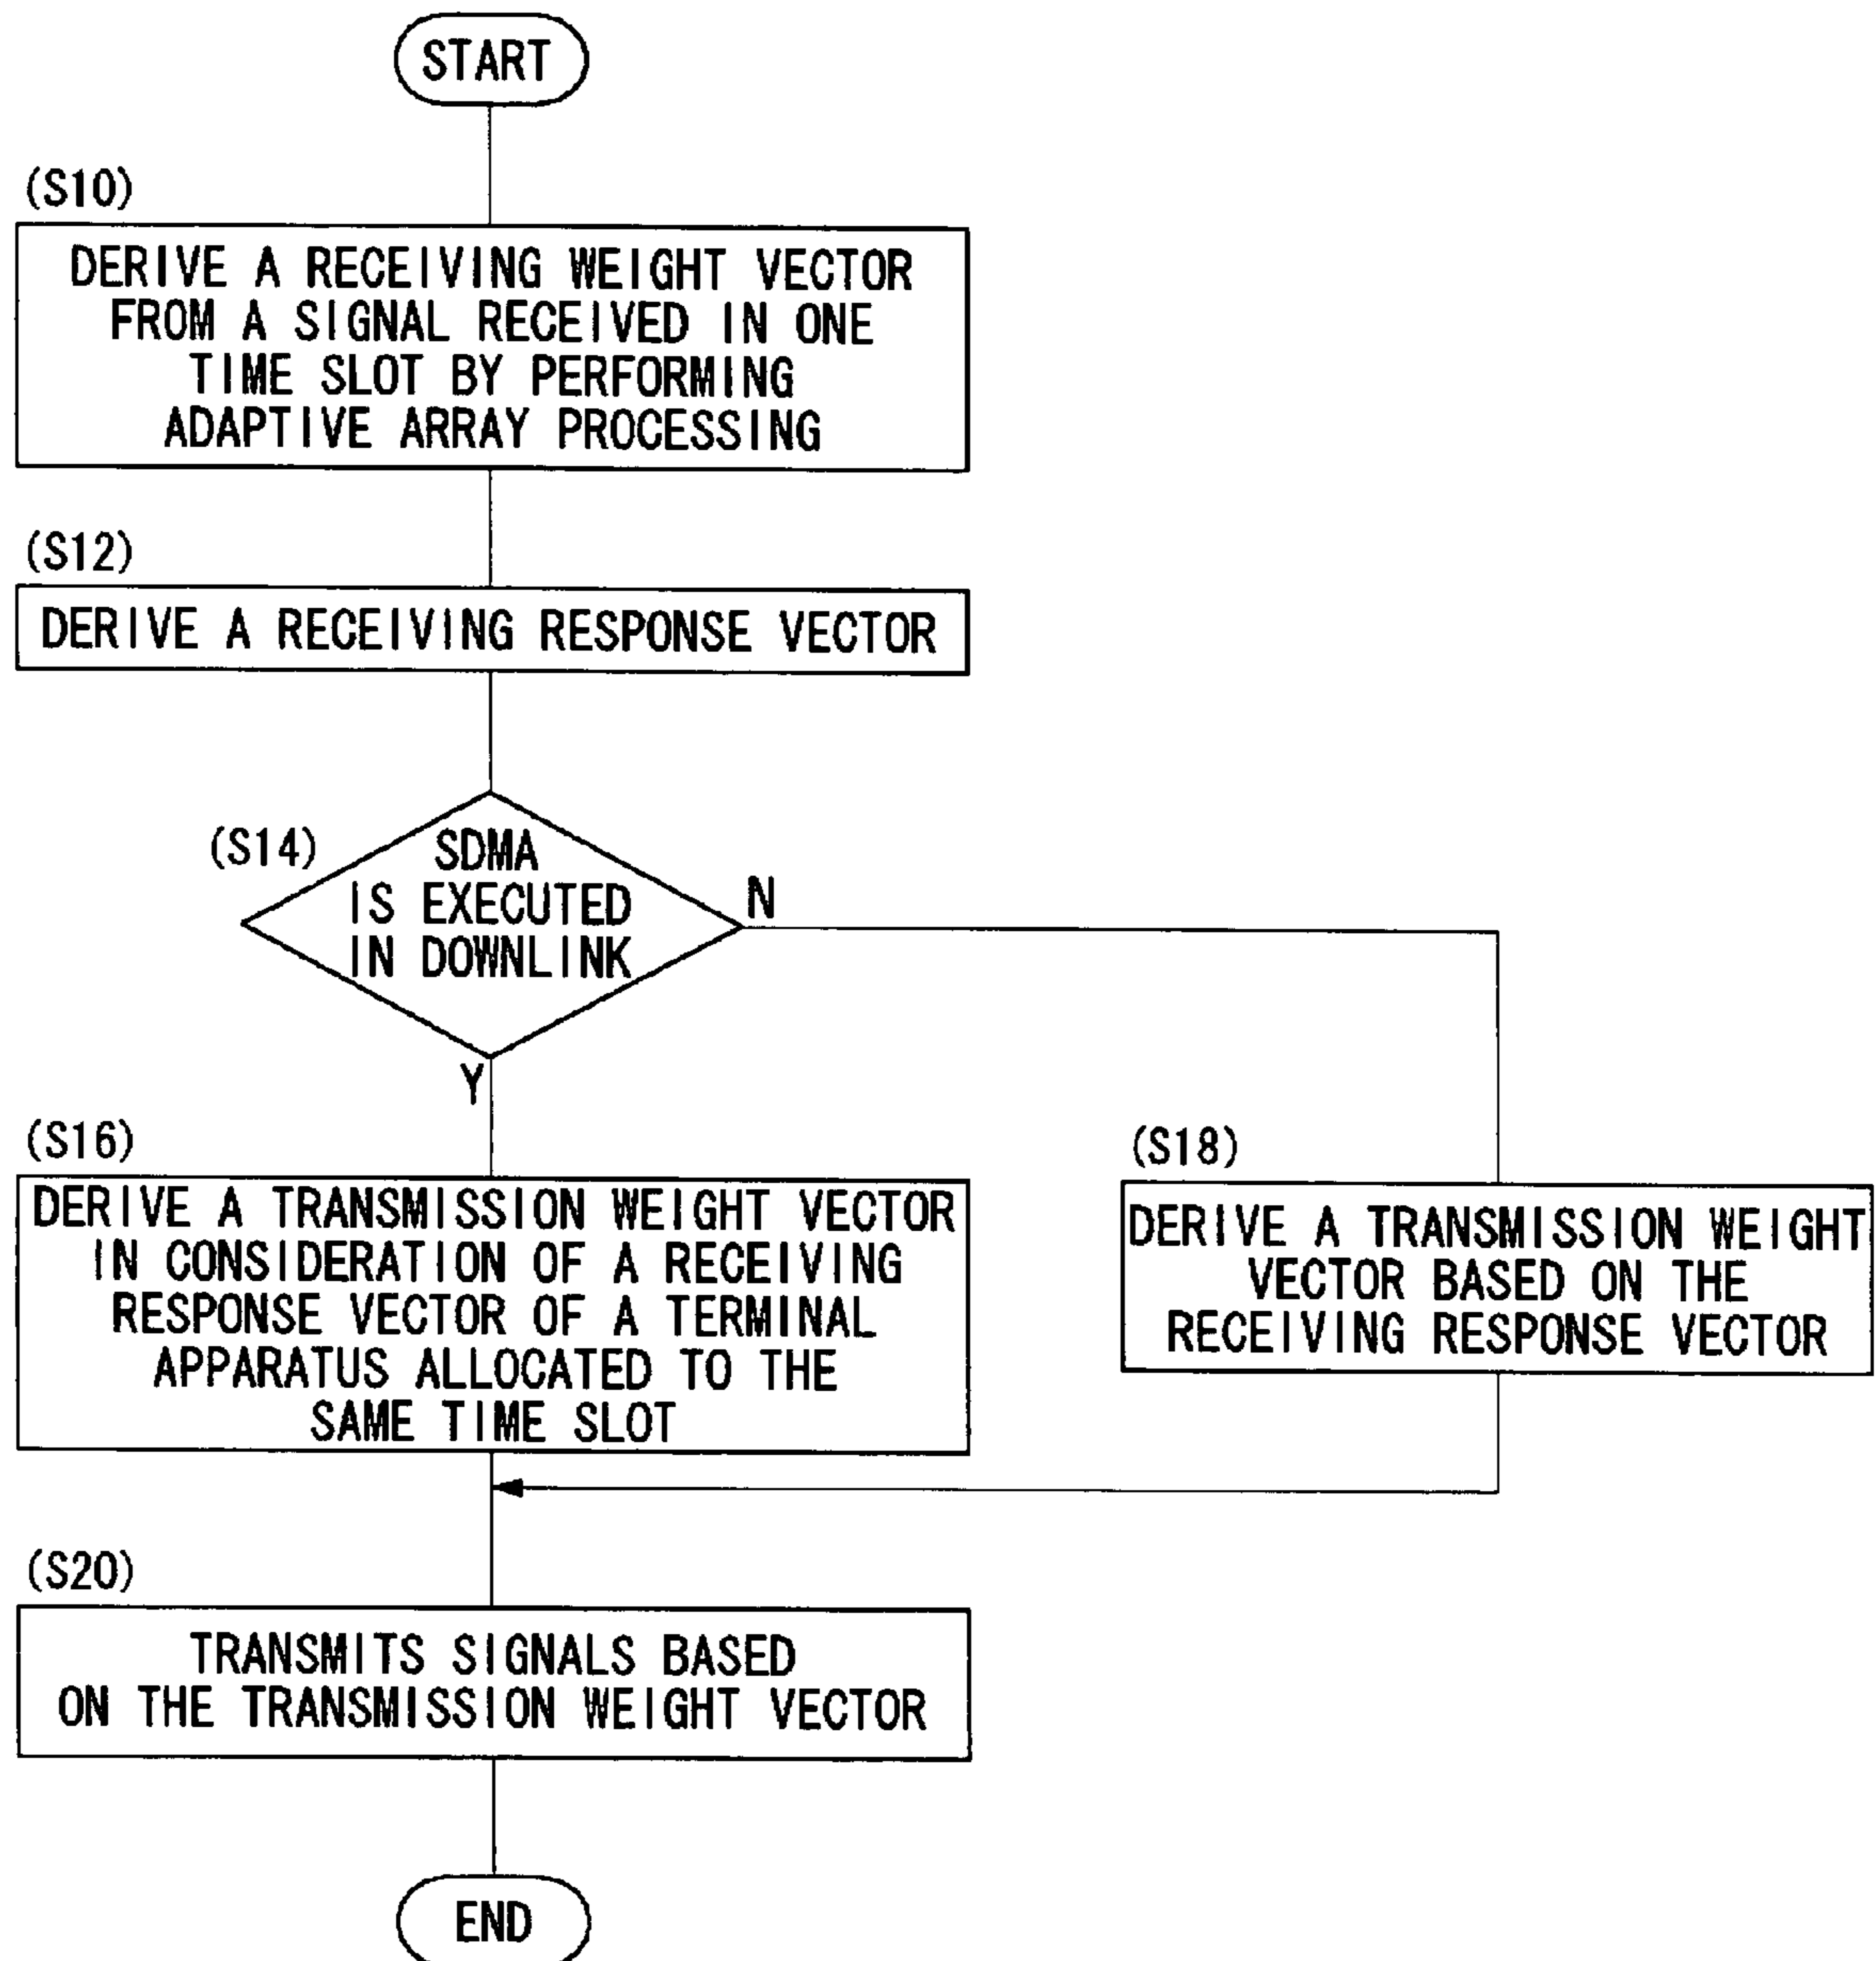 START
(S10)
DERIVE A RECEIVING WEIGHT VECTOR
FROM A SIGNAL RECEIVED IN ONE
TIME SLOT BY PERFORMING
ADAPTIVE ARRAY PROCESSING
(S12)
DERIVE A RECEIVING RESPONSE VECTOR
(S14)
SDMA
IS EXECUTED
IN DOWNLINK
N
Y
(S16)
DERIVE A TRANSMISSION WEIGHT VECTOR
IN CONSIDERATION OF A RECEIVING
RESPONSE VECTOR OF A TERMINAL
APPARATUS ALLOCATED TO THE
SAME TIME SLOT
(S18)
DERIVE A TRANSMISSION WEIGHT
VECTOR BASED ON THE
RECEIVING RESPONSE VECTOR
(S20)
TRANSMITS SIGNALS BASED
ON THE TRANSMISSION WEIGHT VECTOR
END